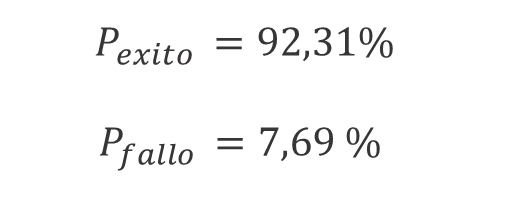 P_exito = 92,31%
P_fallo = 7,69 %